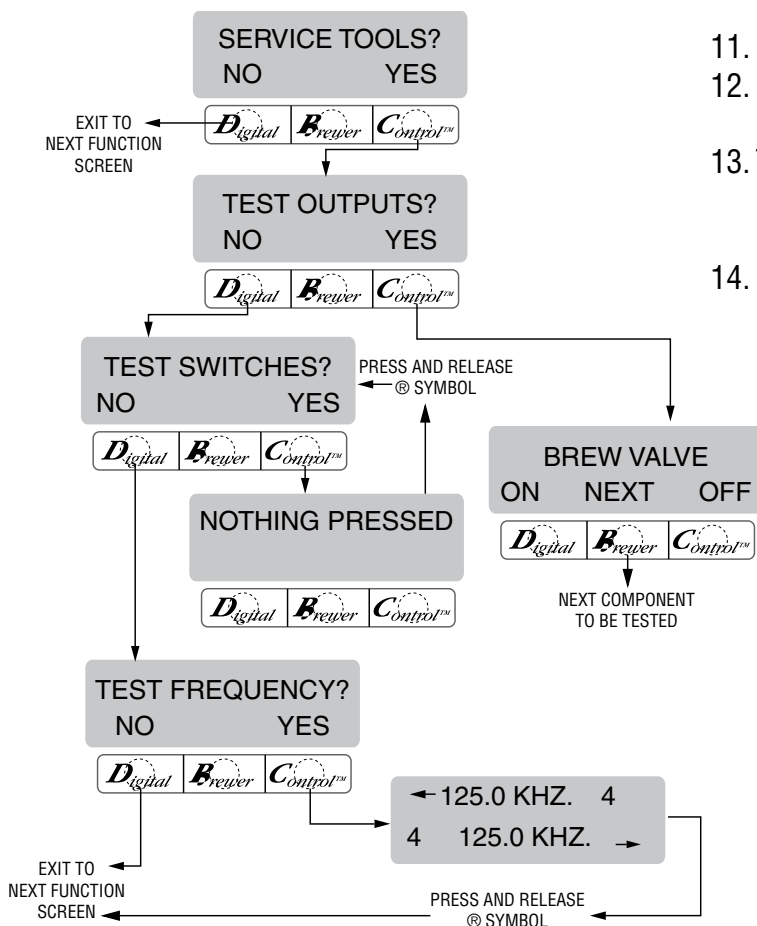 SERVICE TOOLS?
NO YES
EXIT TO
NEXT FUNCTION
SCREEN
Digital Brewer Control™
TEST OUTPUTS?
NO YES
Digital Brewer Control™
TEST SWITCHES?
NO YES
PRESS AND RELEASE
® SYMBOL
Digital Brewer Control™
NOTHING PRESSED
Digital Brewer Control™
BREW VALVE
ON NEXT OFF
Digital Brewer Control™
NEXT COMPONENT
TO BE TESTED
TEST FREQUENCY?
NO YES
Digital Brewer Control™
125.0 KHZ. 4
4 125.0 KHZ.
EXIT TO
NEXT FUNCTION
SCREEN
PRESS AND RELEASE
® SYMBOL
11.
12.
13.
14.